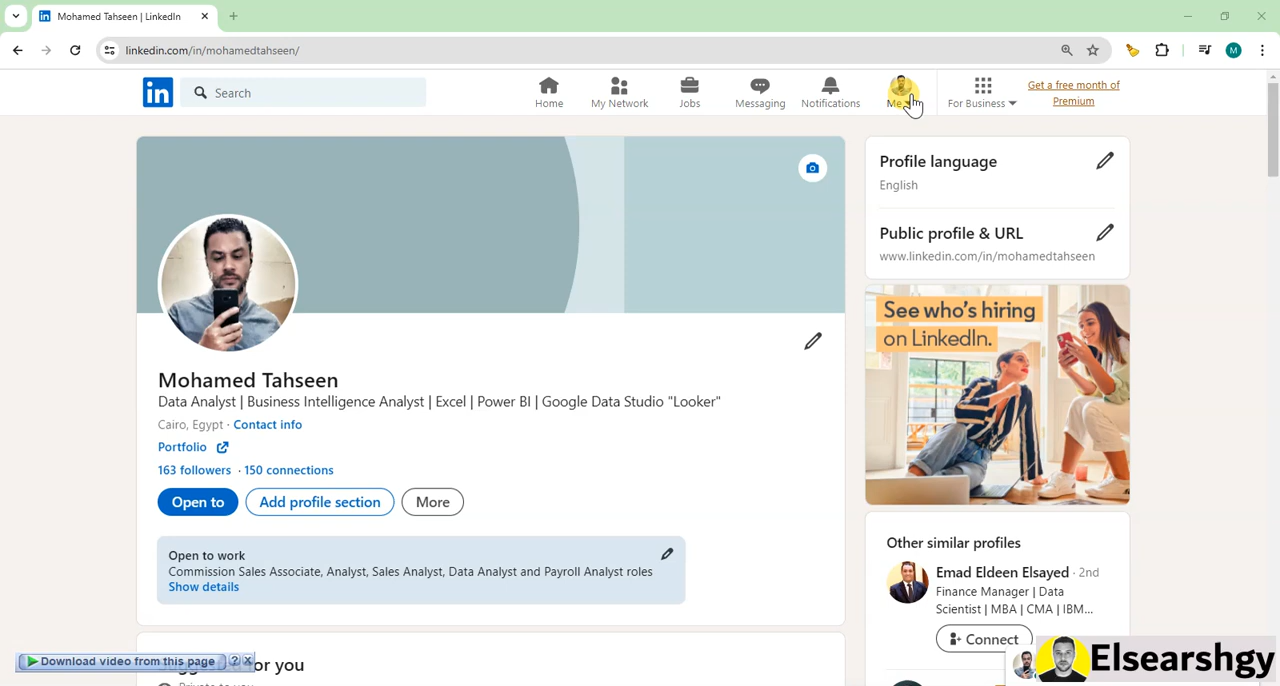 Mohamed Tahseen | LinkedIn
linkedin.com/in/mohamedtahseen/
M
in
Search
Home
My Network
Jobs
Messaging
Notifications
Me
For Business
Get a free month of
Premium
Profile language
English
Public profile & URL
www.linkedin.com/in/mohamedtahseen
See who's hiring
on LinkedIn.
Mohamed Tahseen
Data Analyst | Business Intelligence Analyst | Excel | Power BI | Google Data Studio "Looker"
Cairo, Egypt · Contact info
Portfolio
163 followers · 150 connections
Open to
Add profile section
More
Open to work
Commission Sales Associate, Analyst, Sales Analyst, Data Analyst and Payroll Analyst roles
Show details
Other similar profiles
Emad Eldeen Elsayed · 2nd
Finance Manager | Data
Scientist | MBA | CMA | IBM...
Connect
Download video from this page ? X
for you
Elsearshgy